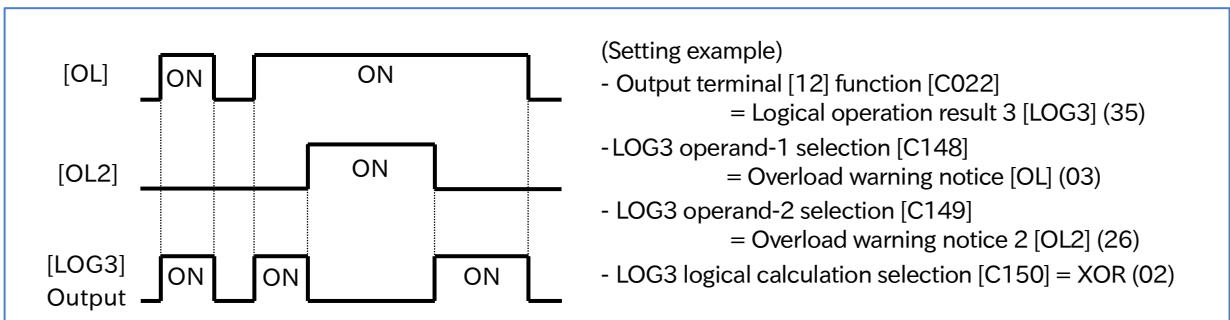 [OL]
ON
ON
[OL2]
ON
[LOG3]
Output
ON
ON
ON
(Setting example)
- Output terminal [12] function [C022]
= Logical operation result 3 [LOG3] (35)
-LOG3 operand-1 selection [C148]
= Overload warning notice [OL] (03)
- LOG3 operand-2 selection [C149]
= Overload warning notice 2 [OL2] (26)
- LOG3 logical calculation selection [C150] = XOR (02)